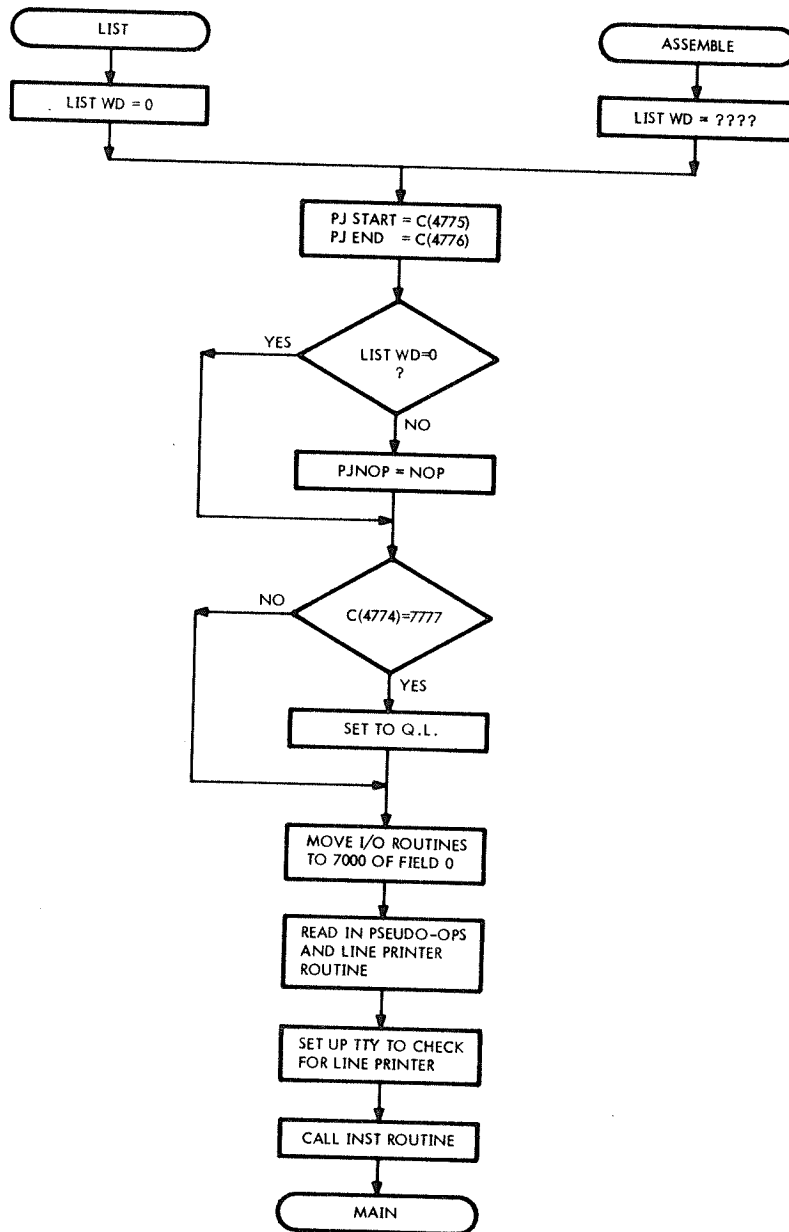 LIST
ASSEMBLE
LIST WD = 0
LIST WD = ????
PJ START = C(4775)
PJ END = C(4776)
YES
LIST WD=0
?
NO
PJNOP = NOP
NO
C(4774)=7777
YES
SET TO Q.L.
MOVE I/O ROUTINES
TO 7000 OF FIELD 0
READ IN PSEUDO-OPS
AND LINE PRINTER
ROUTINE
SET UP TTY TO CHECK
FOR LINE PRINTER
CALL INST ROUTINE
MAIN